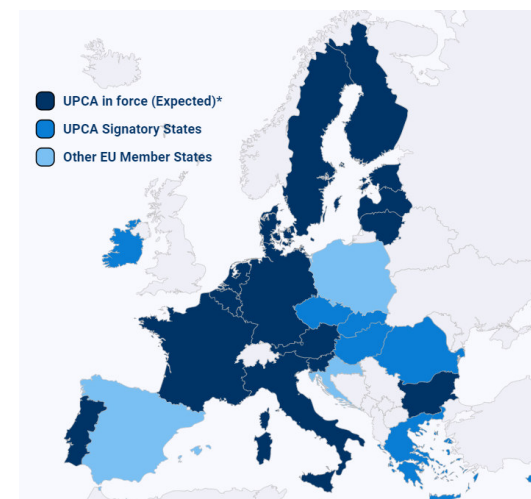 UPCA in force (Expected)*
UPCA Signatory States
Other EU Member States